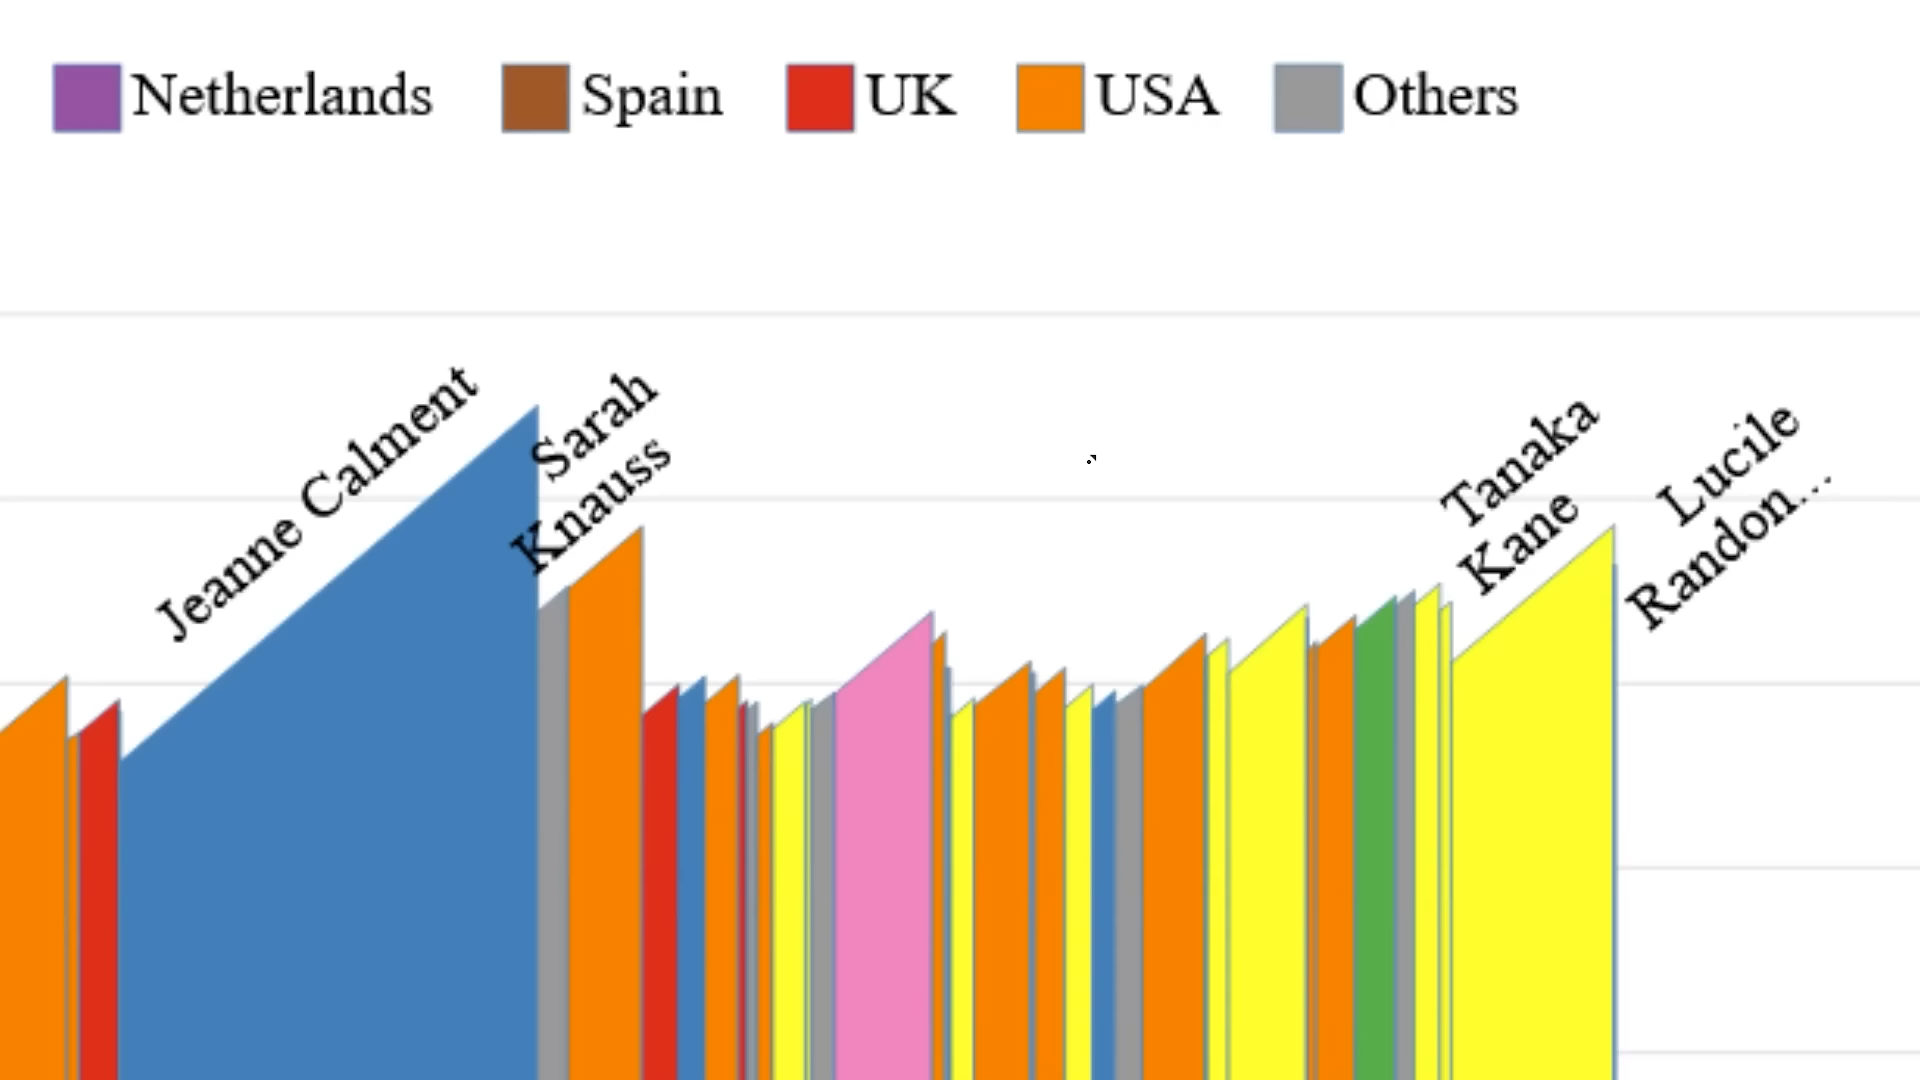 Netherlands Spain UK USA Others
Jeanne Calment
Sarah
Knauss
Tanaka
Kane
Lucile
Randon...